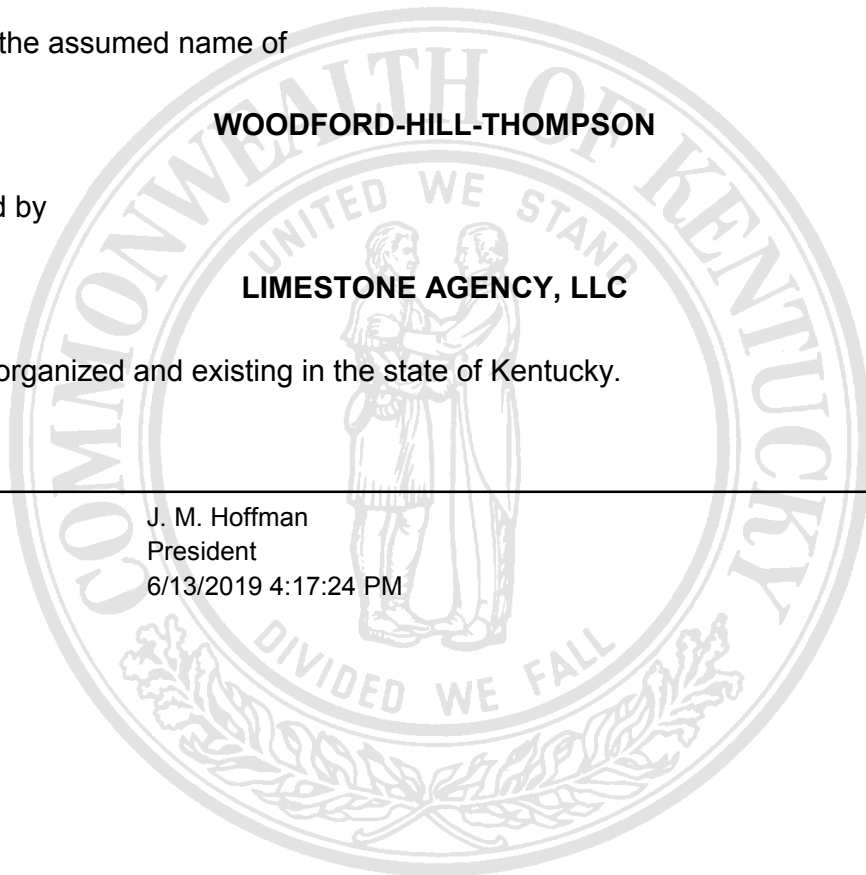 the assumed name of
WOODFORD-HILL-THOMPSON
d by
LIMESTONE AGENCY, LLC
organized and existing in the state of Kentucky.
J. M. Hoffman
President
6/13/2019 4:17:24 PM
COMMONWEALTH OF KENTUCKY
UNITED WE STAND
DIVIDED WE FALL